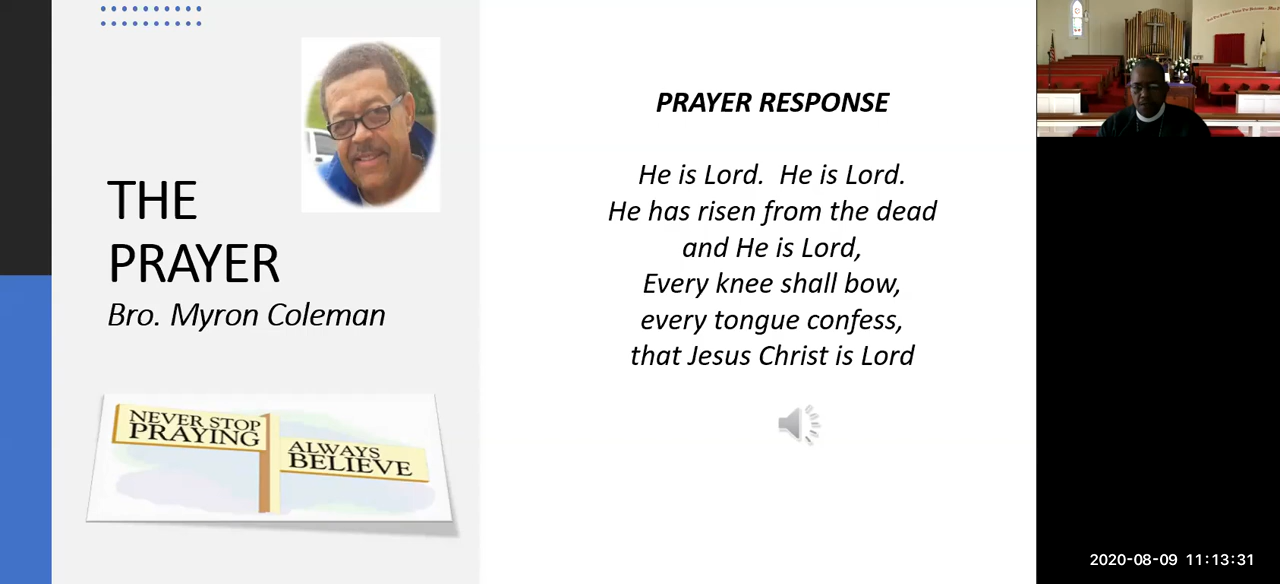 THE
PRAYER
Bro. Myron Coleman
NEVER STOP
PRAYING
ALWAYS
BELIEVE
PRAYER RESPONSE
He is Lord.  He is Lord.
He has risen from the dead
and He is Lord,
Every knee shall bow,
every tongue confess,
that Jesus Christ is Lord
2020-08-09 11:13:31